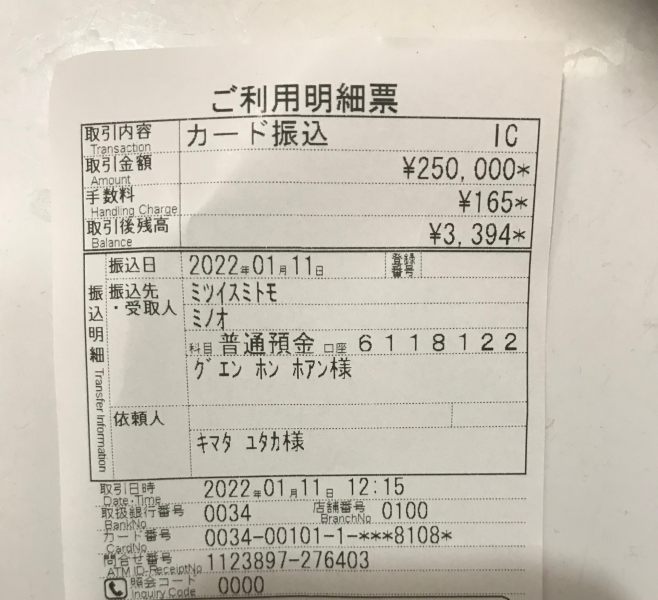 ご利用明細票
取引内容 カード振込 IC
Transaction
取引金額 ¥250,000*
Amount
手数料 ¥165*
Handling Charge
取引後残高 ¥3,394*
Balance
振込日 2022年01月11日 登録番号
振込明細 Transfer Information
振込先・受取人 ミツイスミトモ
ミノオ
科目 普通預金 口座 6118122
グエン ホン ホアン様
依頼人
キマタ ユタカ様
取引日時 2022年01月11日 12:15
Date・Time
取扱銀行番号 0034 店舗番号 0100
BankNo BranchNo
カード番号 0034-00101-1-***8108*
CardNo
問合せ番号 1123897-276403
ATM ID-ReceiptNo
照会コード 0000
Inquiry Code